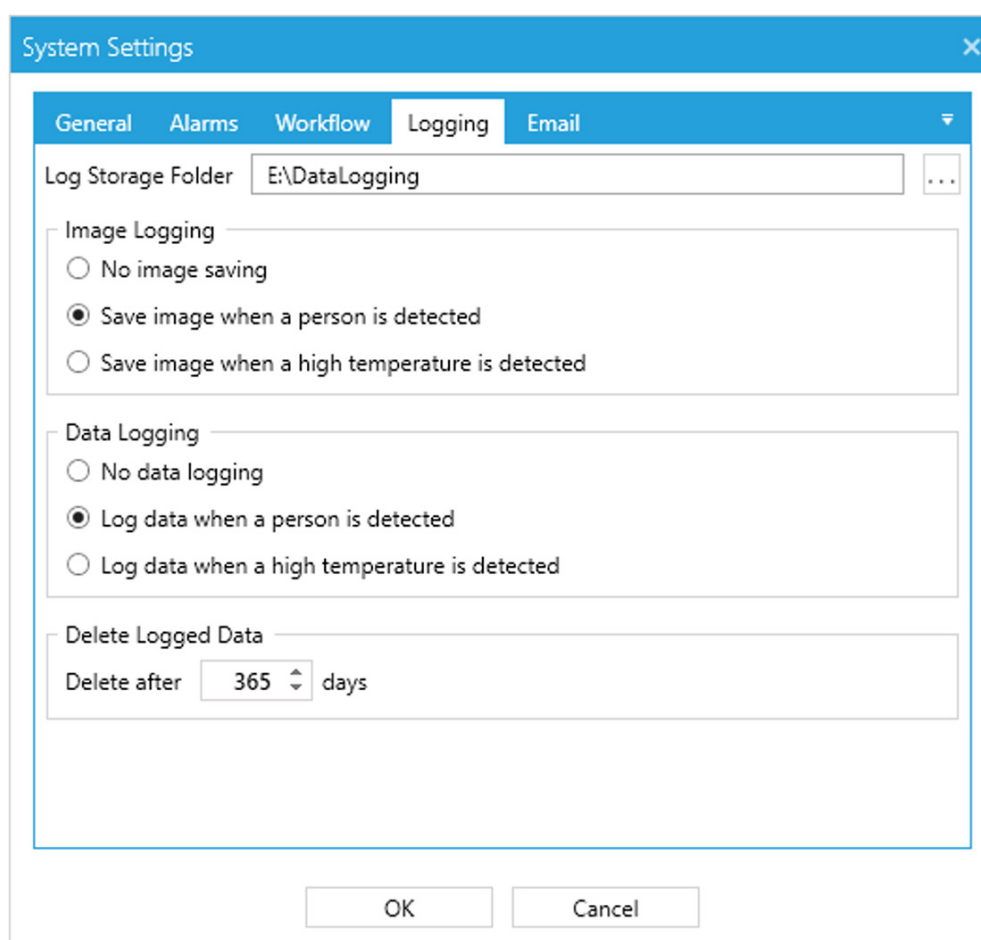 System Settings
General Alarms Workflow Logging Email
Log Storage Folder E:\DataLogging ...
Image Logging
No image saving
Save image when a person is detected
Save image when a high temperature is detected
Data Logging
No data logging
Log data when a person is detected
Log data when a high temperature is detected
Delete Logged Data
Delete after 365 days
OK Cancel